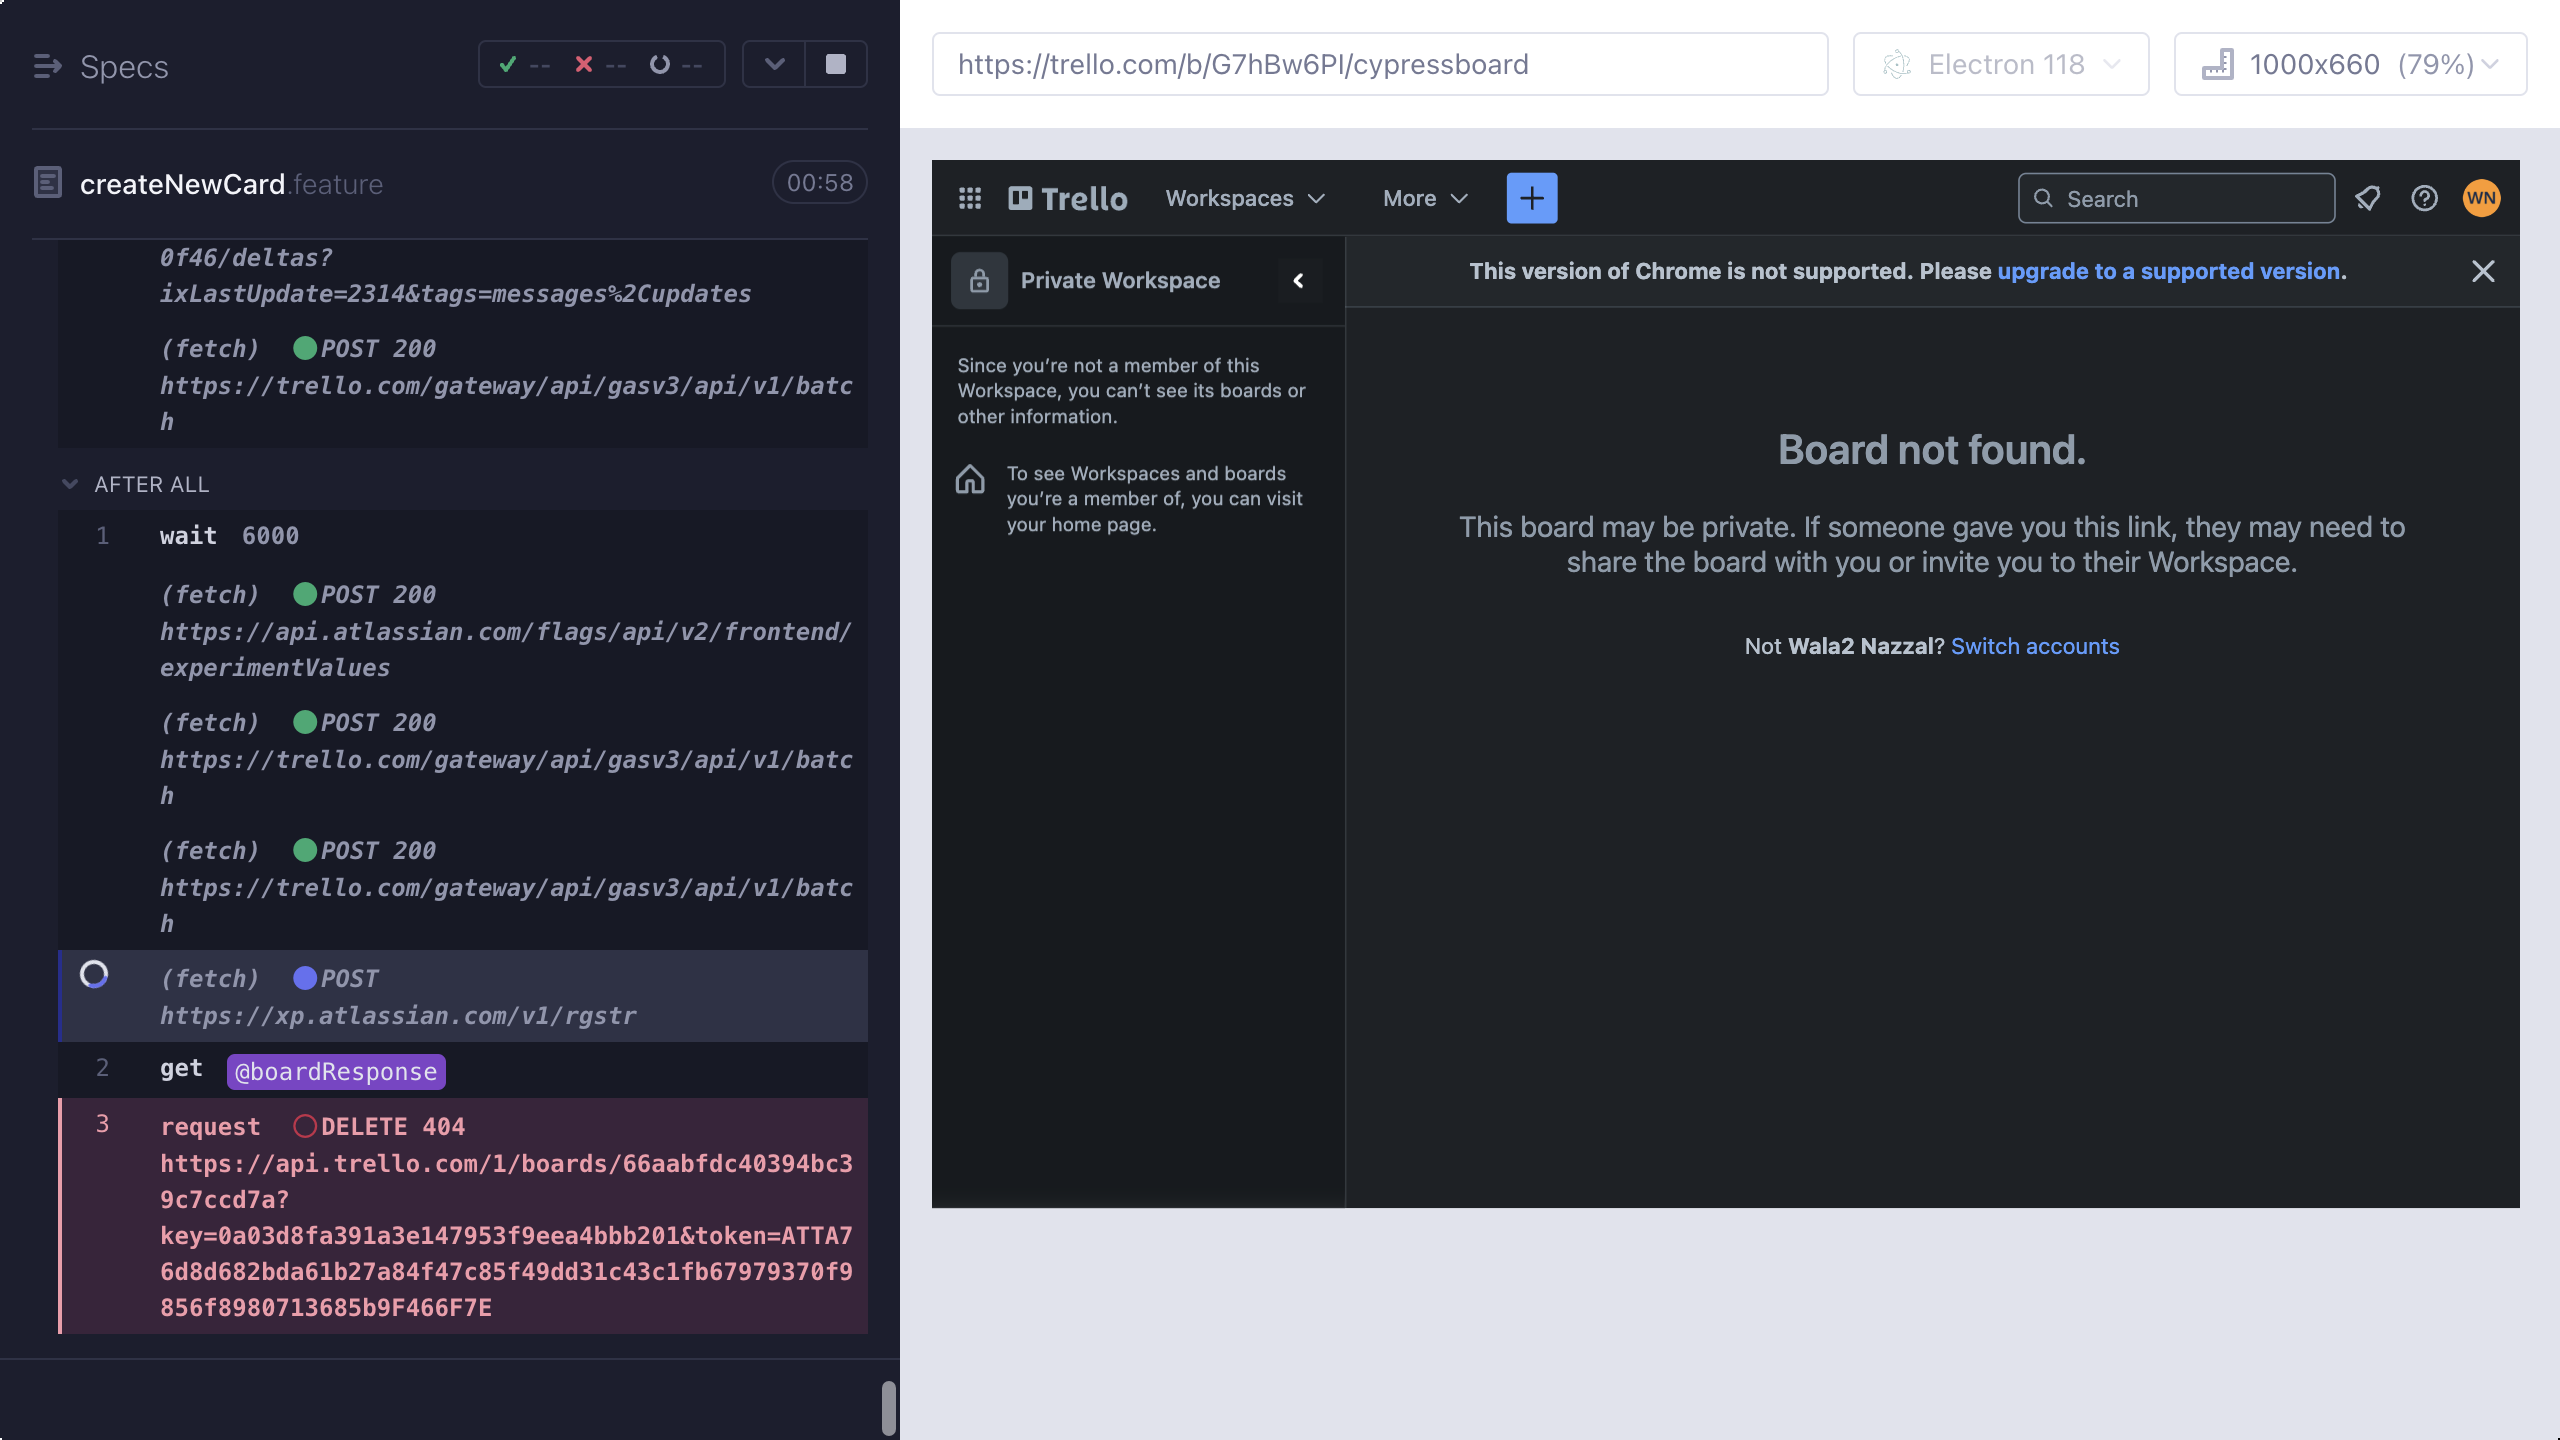 Specs
-- -- --
createNewCard.feature
00:58
0f46/deltas?
ixLastUpdate=2314&tags=messages%2Cupdates
(fetch) POST 200
https://trello.com/gateway/api/gasv3/api/v1/batc
h
AFTER ALL
1 wait 6000
(fetch) POST 200
https://api.atlassian.com/flags/api/v2/frontend/
experimentValues
(fetch) POST 200
https://trello.com/gateway/api/gasv3/api/v1/batc
h
(fetch) POST 200
https://trello.com/gateway/api/gasv3/api/v1/batc
h
(fetch) POST
https://xp.atlassian.com/v1/rgstr
2 get @boardResponse
3 request DELETE 404
https://api.trello.com/1/boards/66aabfdc40394bc3
9c7ccd7a?
key=0a03d8fa391a3e147953f9eea4bbb201&token=ATTA7
6d8d682bda61b27a84f47c85f49dd31c43c1fb67979370f9
856f8980713685b9F466F7E
https://trello.com/b/G7hBw6PI/cypressboard
Electron 118
1000x660 (79%)
Trello Workspaces More + Search WN
Private Workspace
Since you’re not a member of this
Workspace, you can’t see its boards or
other information.
To see Workspaces and boards
you’re a member of, you can visit
your home page.
This version of Chrome is not supported. Please upgrade to a supported version.
Board not found.
This board may be private. If someone gave you this link, they may need to
share the board with you or invite you to their Workspace.
Not Wala2 Nazzal? Switch accounts